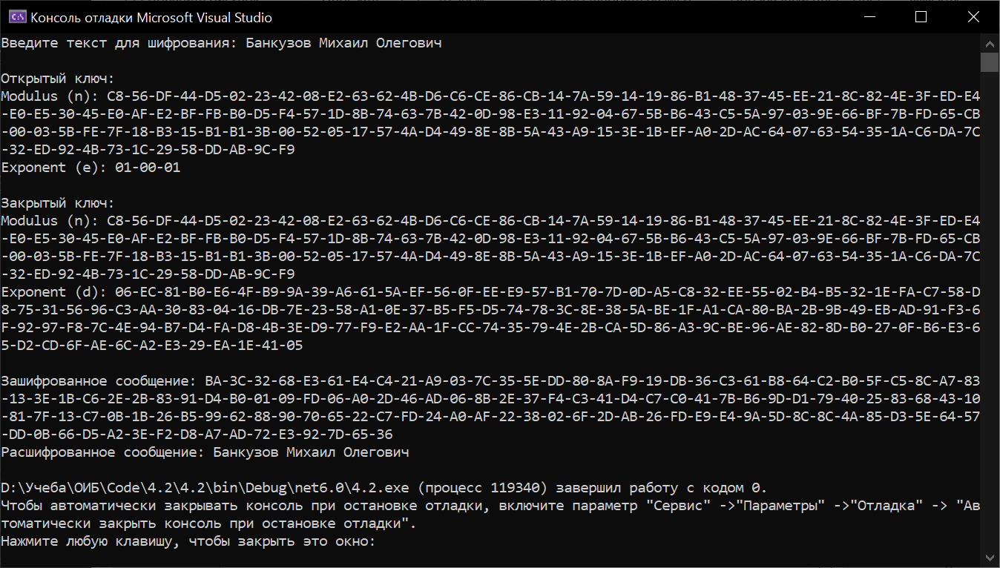 Консоль отладки Microsoft Visual Studio
Введите текст для шифрования: Банкузов Михаил Олегович
Открытый ключ:
Modulus (n): C8-56-DF-44-D5-02-23-42-08-E2-63-62-4B-D6-C6-CE-86-CB-14-7A-59-14-19-86-B1-48-37-45-EE-21-8C-82-4E-3F-ED-E4
-E0-E5-30-45-E0-AF-E2-BF-FB-B0-D5-F4-57-1D-8B-74-63-7B-42-0D-98-E3-11-92-04-67-5B-B6-43-C5-5A-97-03-9E-66-BF-7B-FD-65-CB
-00-03-5B-FE-7F-18-B3-15-B1-B1-3B-00-52-05-17-57-4A-D4-49-8E-8B-5A-43-A9-15-3E-1B-EF-A0-2D-AC-64-07-63-54-35-1A-C6-DA-7C
-32-ED-92-4B-73-1C-29-58-DD-AB-9C-F9
Exponent (e): 01-00-01
Закрытый ключ:
Modulus (n): C8-56-DF-44-D5-02-23-42-08-E2-63-62-4B-D6-C6-CE-86-CB-14-7A-59-14-19-86-B1-48-37-45-EE-21-8C-82-4E-3F-ED-E4
-E0-E5-30-45-E0-AF-E2-BF-FB-B0-D5-F4-57-1D-8B-74-63-7B-42-0D-98-E3-11-92-04-67-5B-B6-43-C5-5A-97-03-9E-66-BF-7B-FD-65-CB
-00-03-5B-FE-7F-18-B3-15-B1-B1-3B-00-52-05-17-57-4A-D4-49-8E-8B-5A-43-A9-15-3E-1B-EF-A0-2D-AC-64-07-63-54-35-1A-C6-DA-7C
-32-ED-92-4B-73-1C-29-58-DD-AB-9C-F9
Exponent (d): 06-EC-81-B0-E6-4F-B9-9A-39-A6-61-5A-EF-56-0F-EE-E9-57-B1-70-7D-0D-A5-C8-32-EE-55-02-B4-B5-32-1E-FA-C7-58-D
8-75-31-56-96-C3-AA-30-83-04-16-DB-7E-23-58-A1-0E-37-B5-F5-D5-74-78-3C-8E-38-5A-BE-1F-A1-CA-80-BA-2B-9B-49-EB-AD-91-F3-6
F-92-97-F8-7C-4E-94-B7-D4-FA-D8-4B-3E-D9-77-F9-E2-AA-1F-CC-74-35-79-4E-2B-CA-5D-86-A3-9C-BE-96-AE-82-8D-B0-27-0F-B6-E3-6
5-D2-CD-6F-AE-6C-A2-E3-29-EA-1E-41-05
Зашифрованное сообщение: BA-3C-32-68-E3-61-E4-C4-21-A9-03-7C-35-5E-DD-80-8A-F9-19-DB-36-C3-61-B8-64-C2-B0-5F-C5-8C-A7-83
-13-3E-1B-C6-2E-2B-83-91-D4-B0-01-09-FD-06-A0-2D-46-AD-06-8B-2E-37-F4-C3-41-D4-C7-C0-41-7B-B6-9D-D1-79-40-25-83-68-43-10
-81-7F-13-C7-0B-1B-26-B5-99-62-88-90-70-65-22-C7-FD-24-A0-AF-22-38-02-6F-2D-AB-26-FD-E9-E4-9A-5D-8C-8C-4A-85-D3-5E-64-57
-DD-0B-66-D5-A2-3E-F2-D8-A7-AD-72-E3-92-7D-65-36
Расшифрованное сообщение: Банкузов Михаил Олегович
D:\Учеба\ОИБ\Code\4.2\4.2\bin\Debug\net6.0\4.2.exe (процесс 119340) завершил работу с кодом 0.
Чтобы автоматически закрывать консоль при остановке отладки, включите параметр "Сервис" ->"Параметры" ->"Отладка" -> "Ав
томатически закрыть консоль при остановке отладки".
Нажмите любую клавишу, чтобы закрыть это окно: